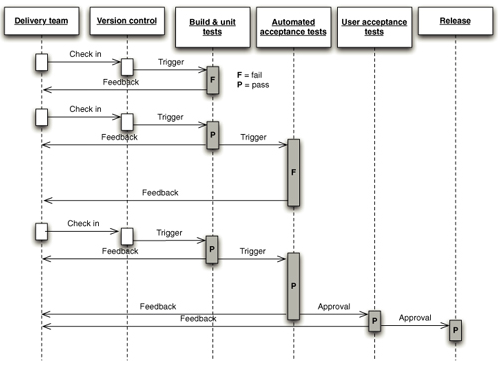 Delivery team
Version control
Build & unit
tests
Automated
acceptance tests
User acceptance
tests
Release
Check in
Trigger
Feedback
F
F = fail
P = pass
Check in
Trigger
Feedback
P
Trigger
F
Feedback
Check in
Trigger
Feedback
P
Trigger
P
Feedback
Approval
Feedback
P
Approval
P